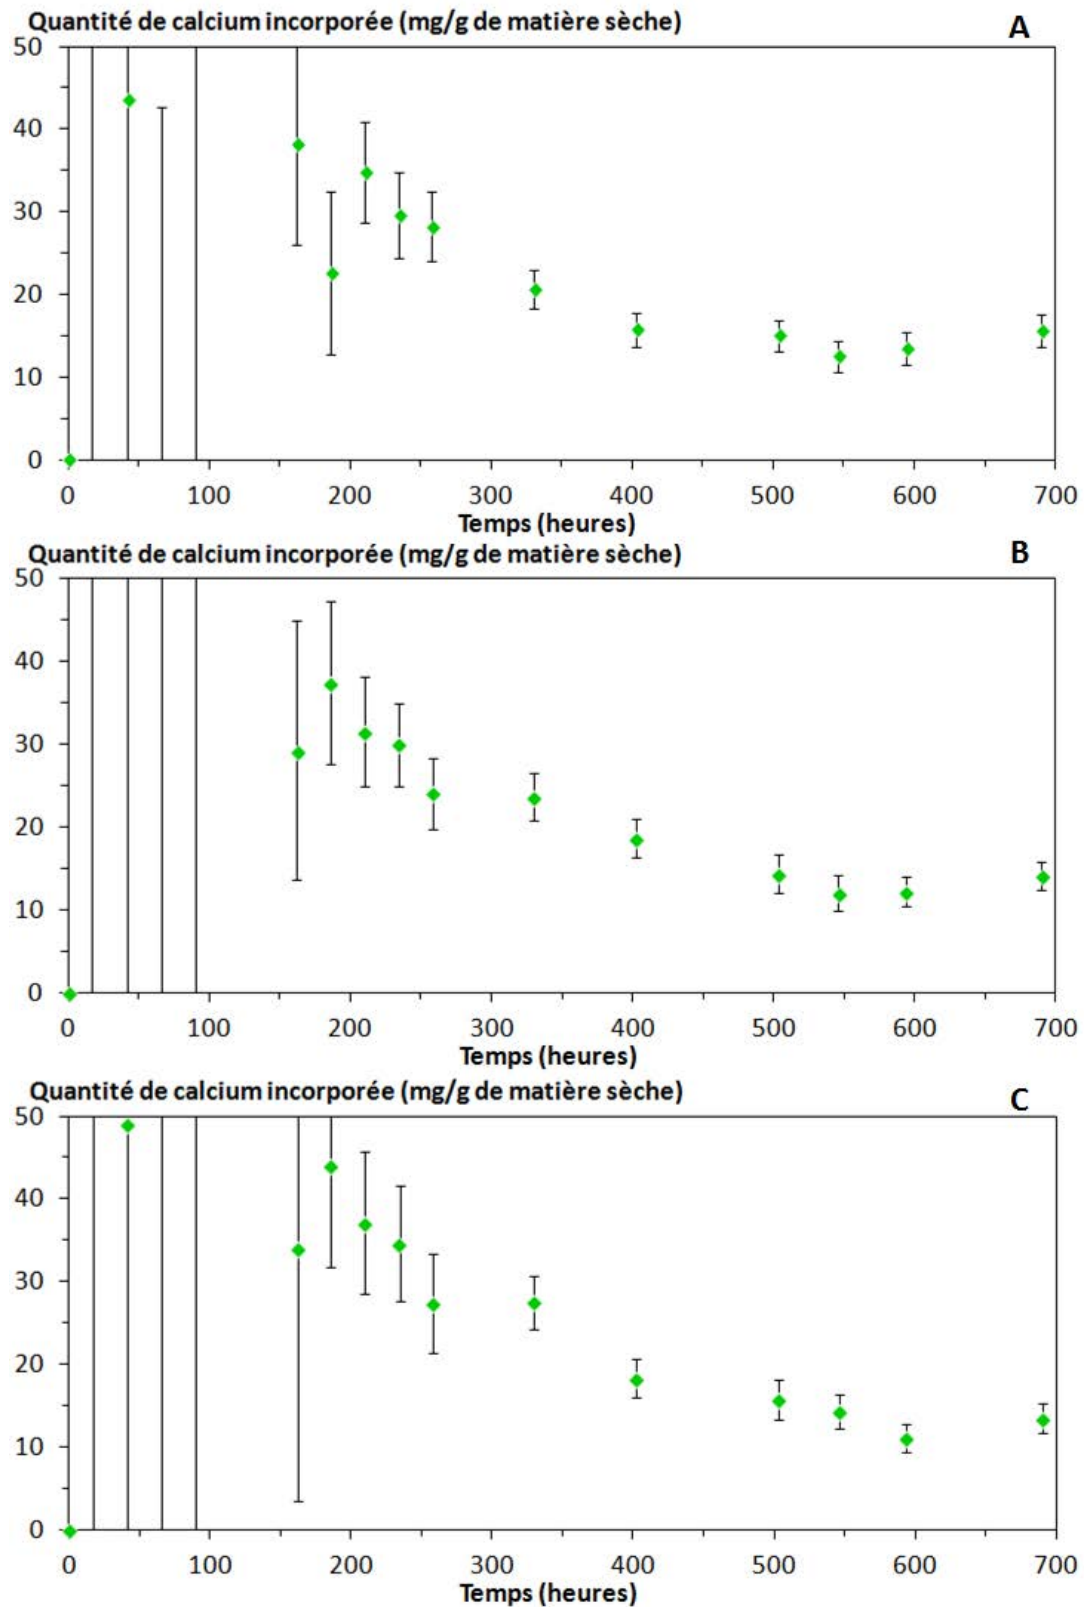 Quantité de calcium incorporée (mg/g de matière sèche) A
50
40
30
20
10
0
0 100 200 300 400 500 600 700
Temps (heures)
Quantité de calcium incorporée (mg/g de matière sèche) B
50
40
30
20
10
0
0 100 200 300 400 500 600 700
Temps (heures)
Quantité de calcium incorporée (mg/g de matière sèche) C
50
40
30
20
10
0
0 100 200 300 400 500 600 700
Temps (heures)